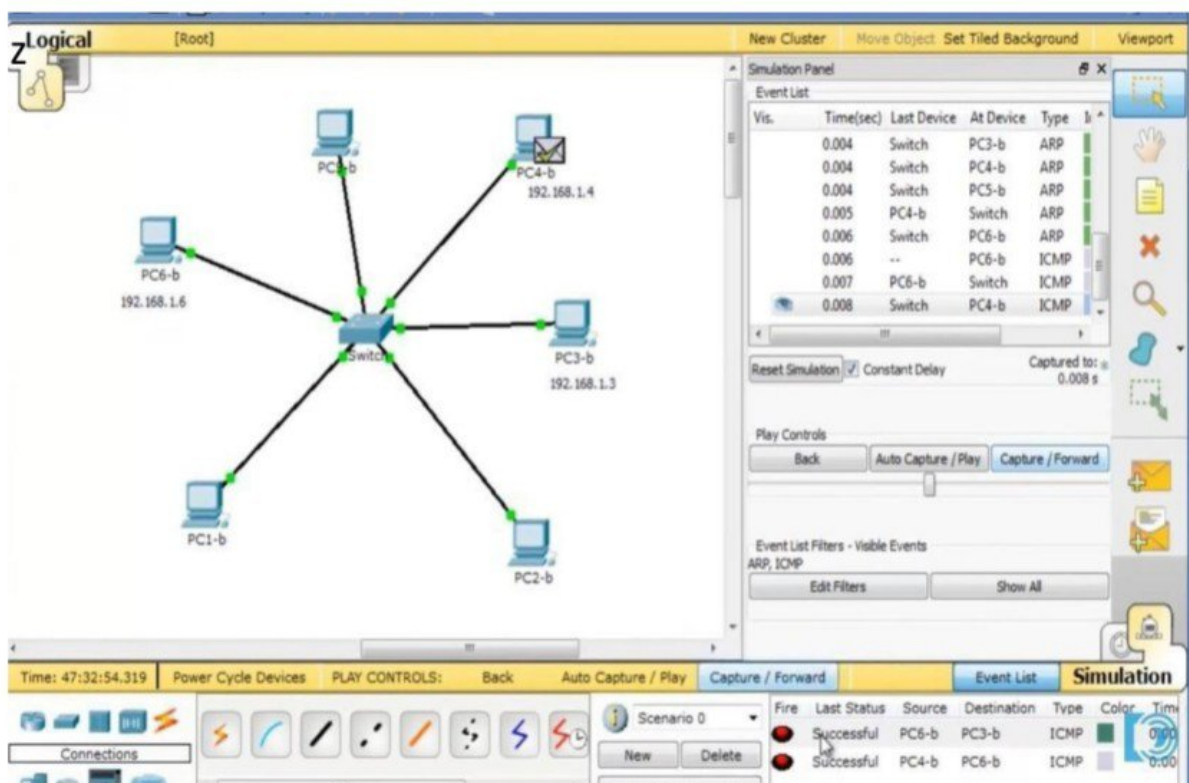 Z
Logical [Root] New Cluster Move Object Set Tiled Background Viewport
Simulation Panel
Event List
Vis. Time(sec) Last Device At Device Type
0.004 Switch PC3-b ARP
0.004 Switch PC4-b ARP
0.004 Switch PC5-b ARP
0.005 PC4-b Switch ARP
0.006 Switch PC6-b ARP
0.006 -- PC6-b ICMP
0.007 PC6-b Switch ICMP
0.008 Switch PC4-b ICMP
Reset Simulation Constant Delay Captured to:
0.008 s
Play Controls
Back Auto Capture / Play Capture / Forward
Event List Filters - Visible Events
ARP, ICMP
Edit Filters Show All
PC4-b
192.168.1.4
PC6-b
192.168.1.6
Switch
PC3-b
192.168.1.3
PC1-b
PC2-b
Time: 47:32:54.319 Power Cycle Devices PLAY CONTROLS: Back Auto Capture / Play Capture / Forward Event List Simulation
Connections
Scenario 0
New Delete
Fire Last Status Source Destination Type Color
Successful PC6-b PC3-b ICMP
Successful PC4-b PC6-b ICMP